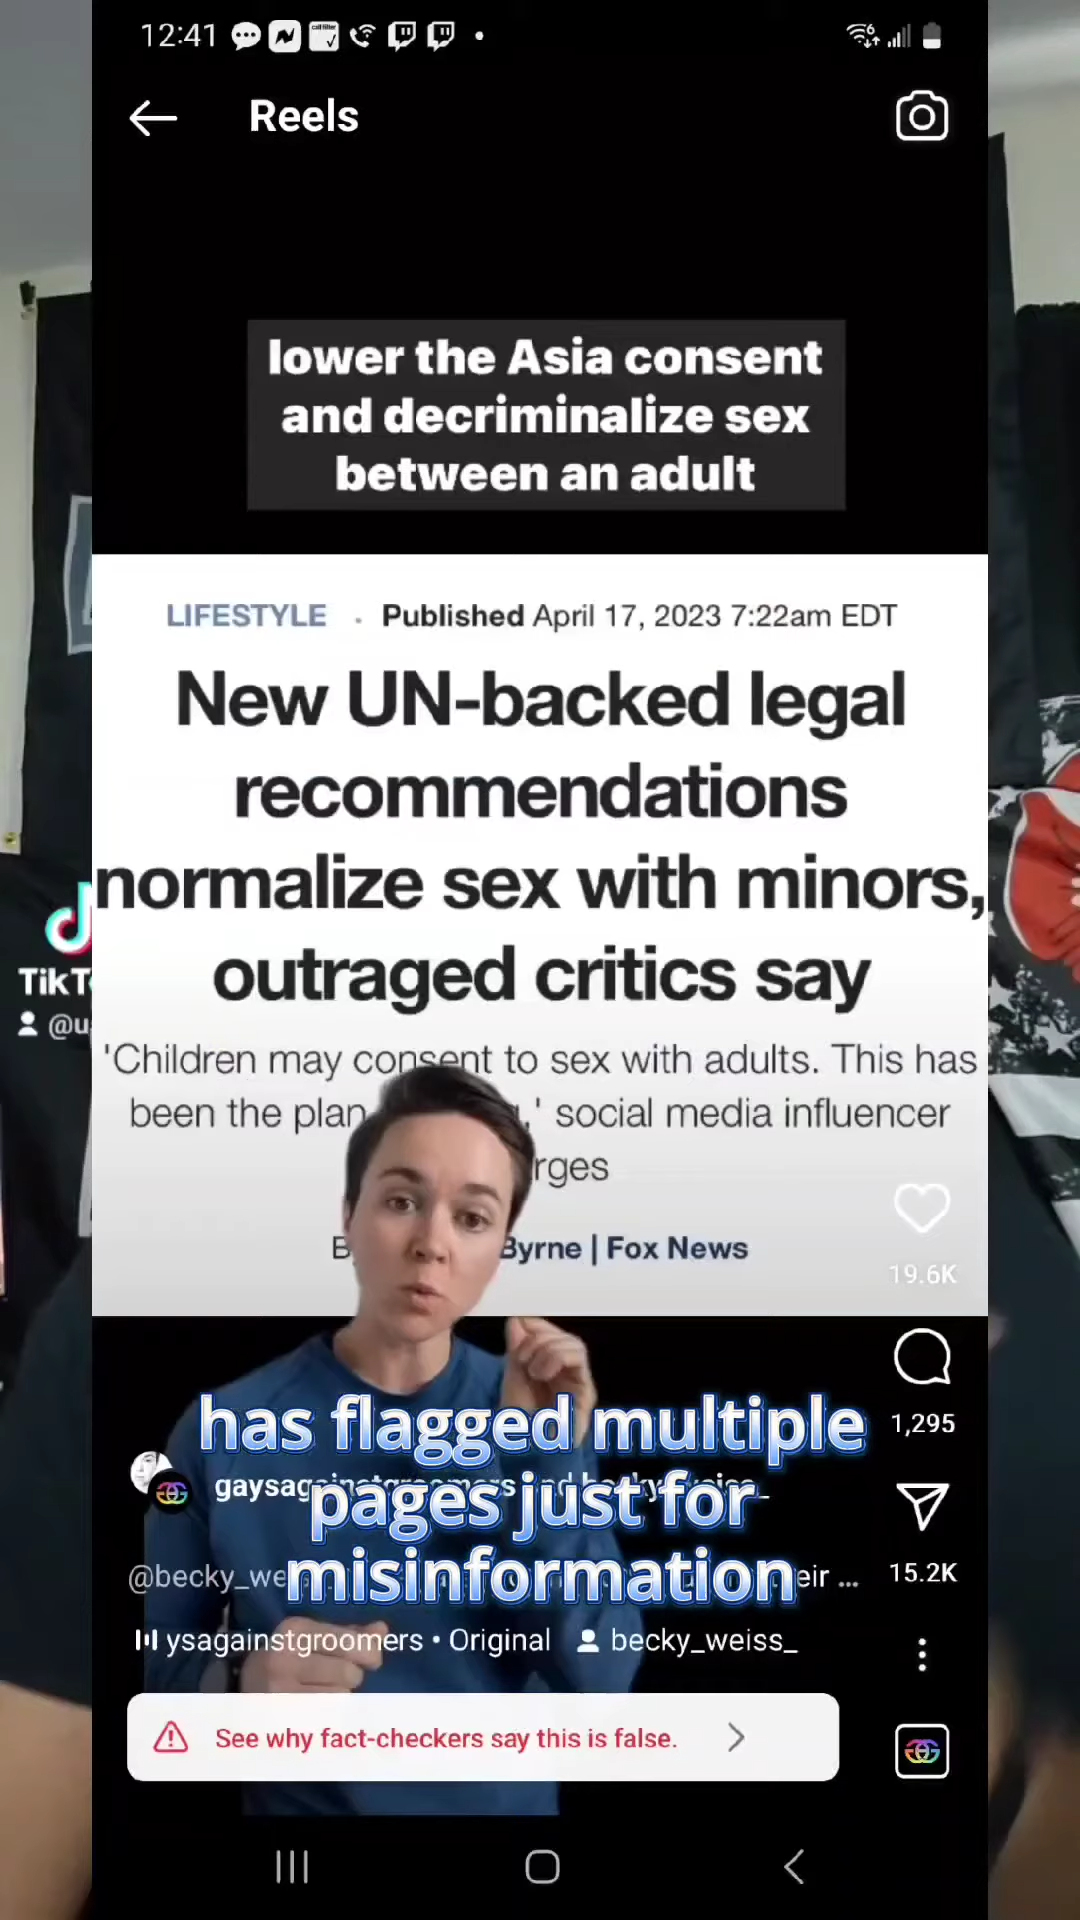 12:41
Reels
lower the Asia consent
and decriminalize sex
between an adult
LIFESTYLE . Published April 17, 2023 7:22am EDT
New UN-backed legal
recommendations
normalize sex with minors,
outraged critics say
'Children may consent to sex with adults. This has
been the plan ,' social media influencer
rges
Byrne | Fox News
19.6K
TikT
@u
has flagged multiple
pages just for
misinformation
1,295
@becky_we eir ...
15.2K
ysagainstgroomers • Original becky_weiss_
See why fact-checkers say this is false.